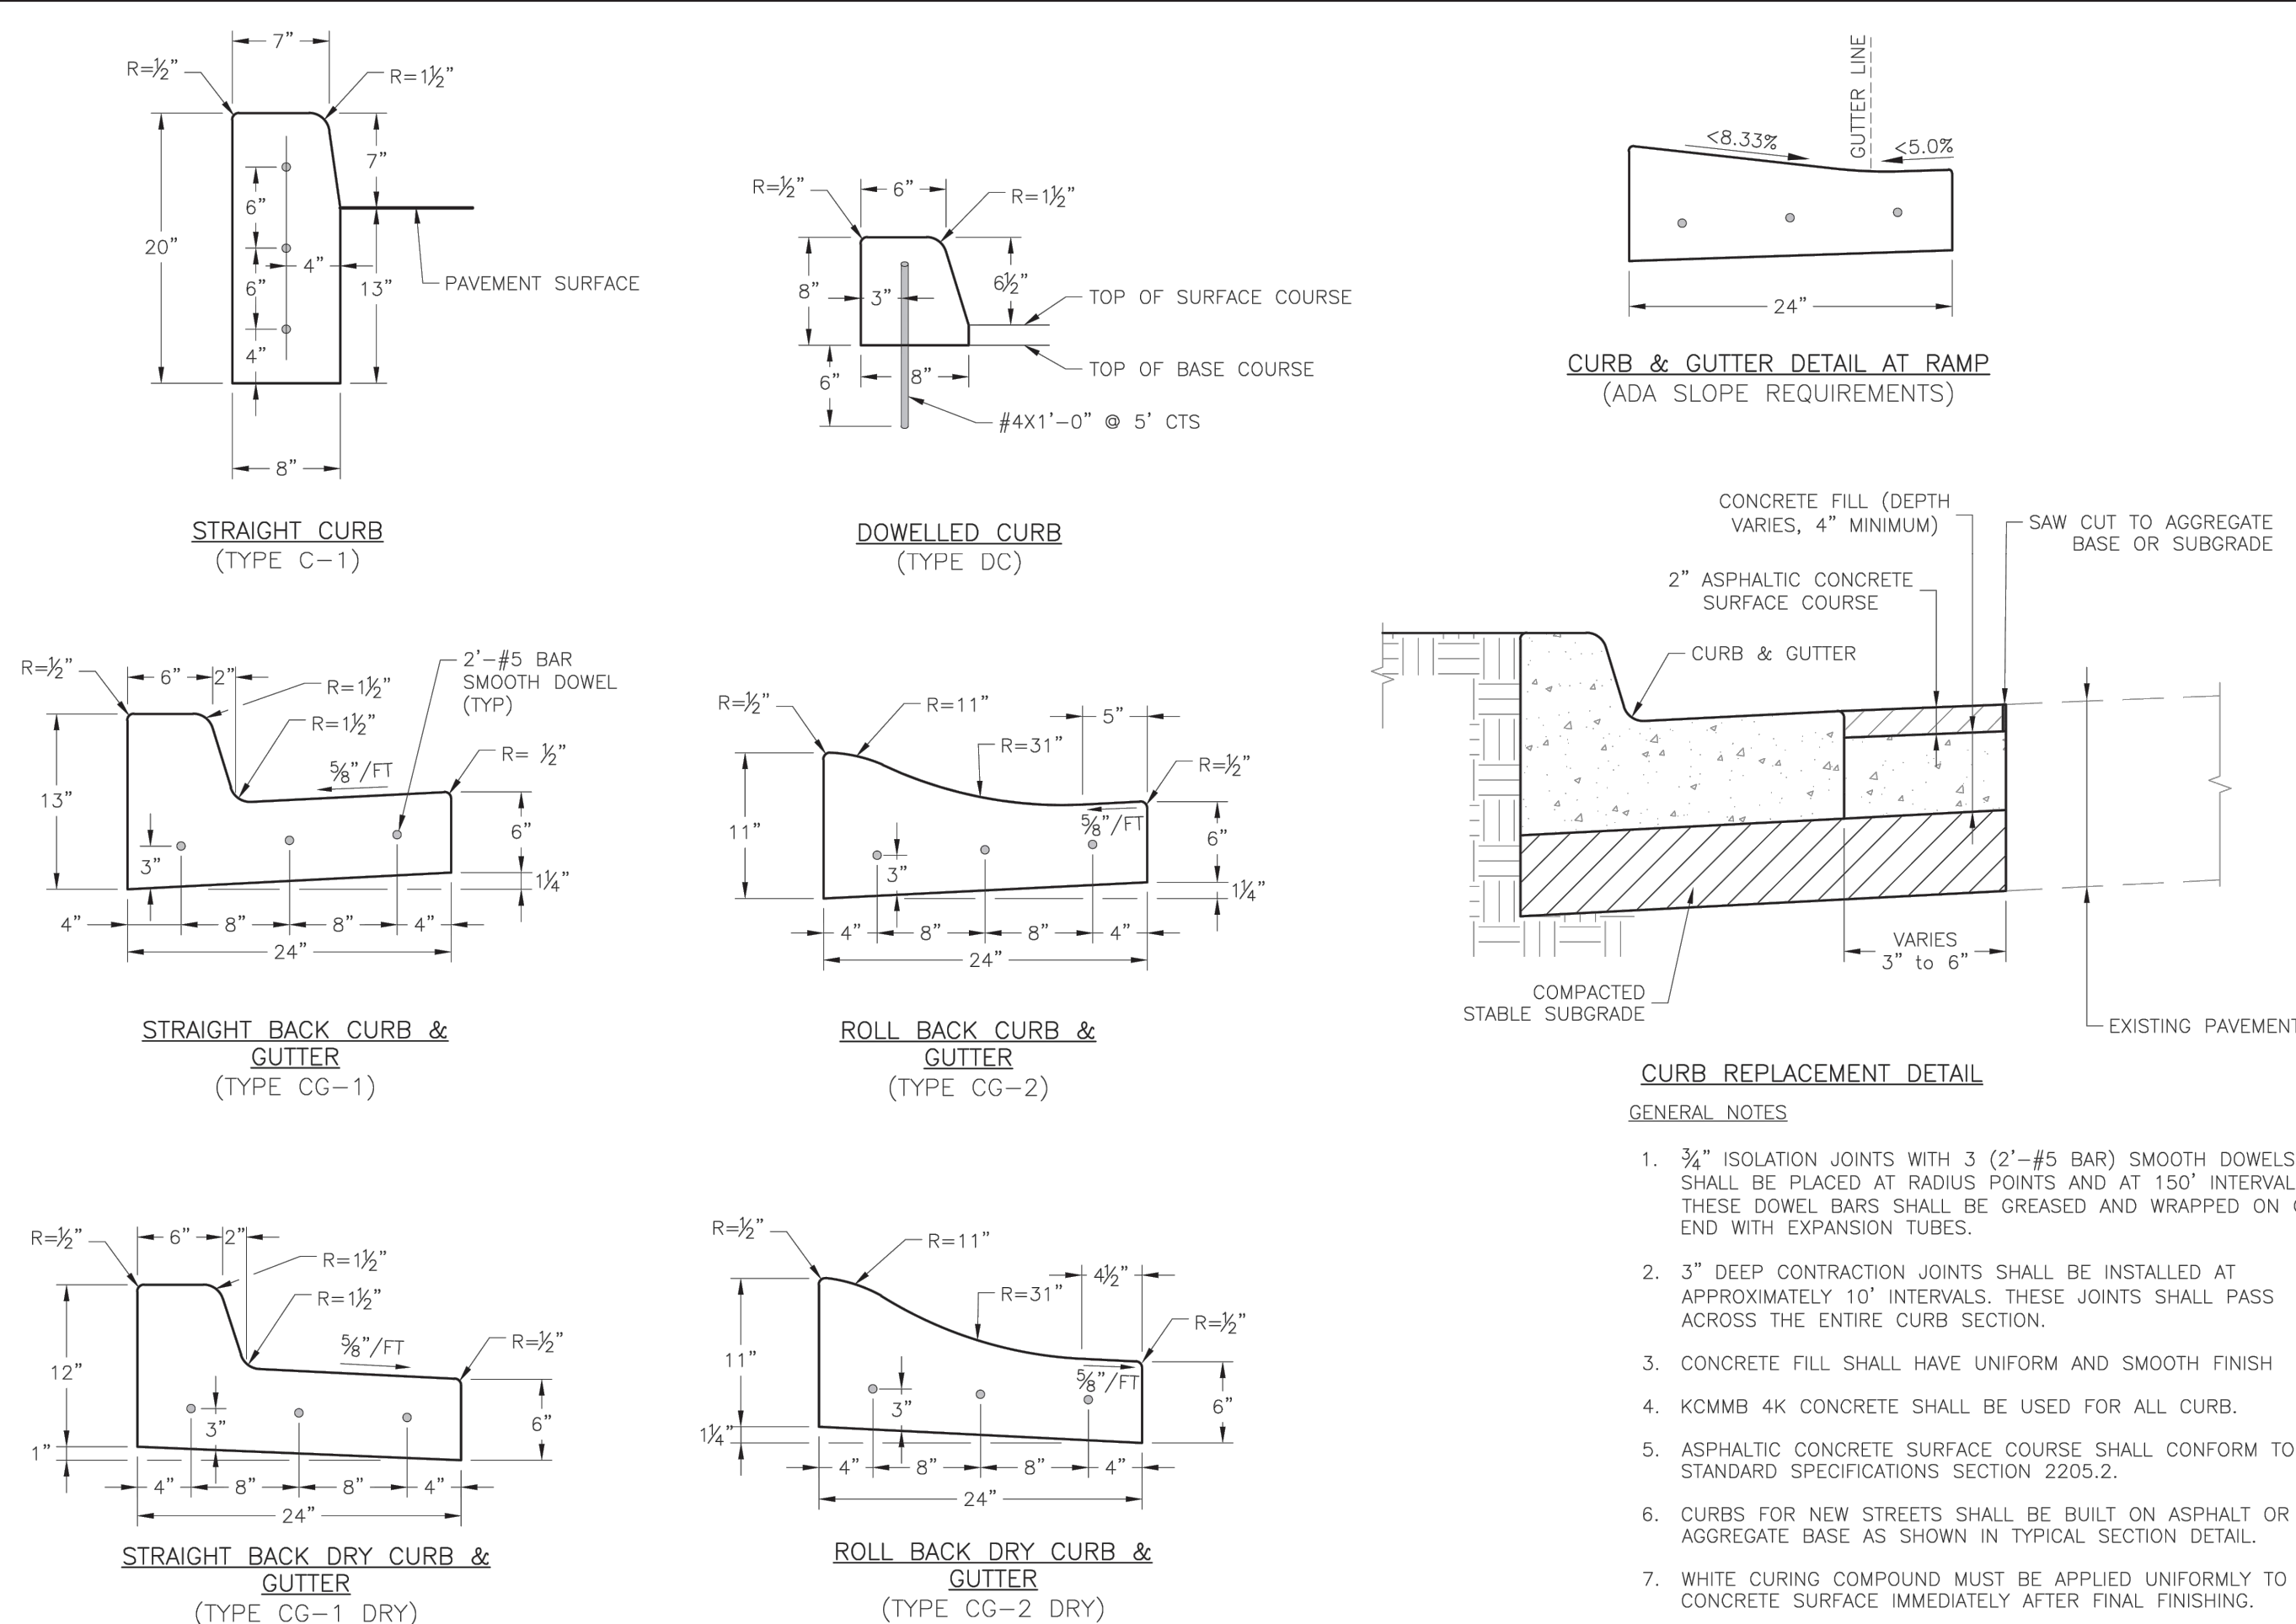 7”
R=½”
R=1½”
20”
7”
6”
6”
4”
4”
13”
PAVEMENT SURFACE
8”
STRAIGHT CURB
(TYPE C-1)
R=½”
6”
R=1½”
8”
3”
6½”
6”
8”
TOP OF SURFACE COURSE
TOP OF BASE COURSE
#4X1’-0” @ 5’ CTS
DOWELLED CURB
(TYPE DC)
GUTTER LINE
<8.33%
<5.0%
24”
CURB & GUTTER DETAIL AT RAMP
(ADA SLOPE REQUIREMENTS)
R=½”
6”
2”
R=1½”
R=1½”
2’-#5 BAR
SMOOTH DOWEL
(TYP)
R= ½”
⅝”/FT
13”
3”
6”
1¼”
4”
8”
8”
4”
24”
STRAIGHT BACK CURB &
GUTTER
(TYPE CG-1)
R=½”
R=11”
R=31”
5”
R=½”
⅝”/FT
11”
3”
6”
1¼”
4”
8”
8”
4”
24”
ROLL BACK CURB &
GUTTER
(TYPE CG-2)
CONCRETE FILL (DEPTH
VARIES, 4” MINIMUM)
SAW CUT TO AGGREGATE
BASE OR SUBGRADE
2” ASPHALTIC CONCRETE
SURFACE COURSE
CURB & GUTTER
VARIES
3” to 6”
COMPACTED
STABLE SUBGRADE
EXISTING PAVEMENT
CURB REPLACEMENT DETAIL
R=½”
6”
2”
R=1½”
R=1½”
⅝”/FT
R=½”
12”
1”
3”
6”
4”
8”
8”
4”
24”
STRAIGHT BACK DRY CURB &
GUTTER
(TYPE CG-1 DRY)
R=½”
R=11”
R=31”
4½”
R=½”
⅝”/FT
11”
1¼”
3”
6”
4”
8”
8”
4”
24”
ROLL BACK DRY CURB &
GUTTER
(TYPE CG-2 DRY)
GENERAL NOTES
1. ¾” ISOLATION JOINTS WITH 3 (2’-#5 BAR) SMOOTH DOWELS
SHALL BE PLACED AT RADIUS POINTS AND AT 150’ INTERVAL
THESE DOWEL BARS SHALL BE GREASED AND WRAPPED ON
END WITH EXPANSION TUBES.
2. 3” DEEP CONTRACTION JOINTS SHALL BE INSTALLED AT
APPROXIMATELY 10’ INTERVALS. THESE JOINTS SHALL PASS
ACROSS THE ENTIRE CURB SECTION.
3. CONCRETE FILL SHALL HAVE UNIFORM AND SMOOTH FINISH
4. KCMMB 4K CONCRETE SHALL BE USED FOR ALL CURB.
5. ASPHALTIC CONCRETE SURFACE COURSE SHALL CONFORM TO
STANDARD SPECIFICATIONS SECTION 2205.2.
6. CURBS FOR NEW STREETS SHALL BE BUILT ON ASPHALT OR
AGGREGATE BASE AS SHOWN IN TYPICAL SECTION DETAIL.
7. WHITE CURING COMPOUND MUST BE APPLIED UNIFORMLY TO
CONCRETE SURFACE IMMEDIATELY AFTER FINAL FINISHING.